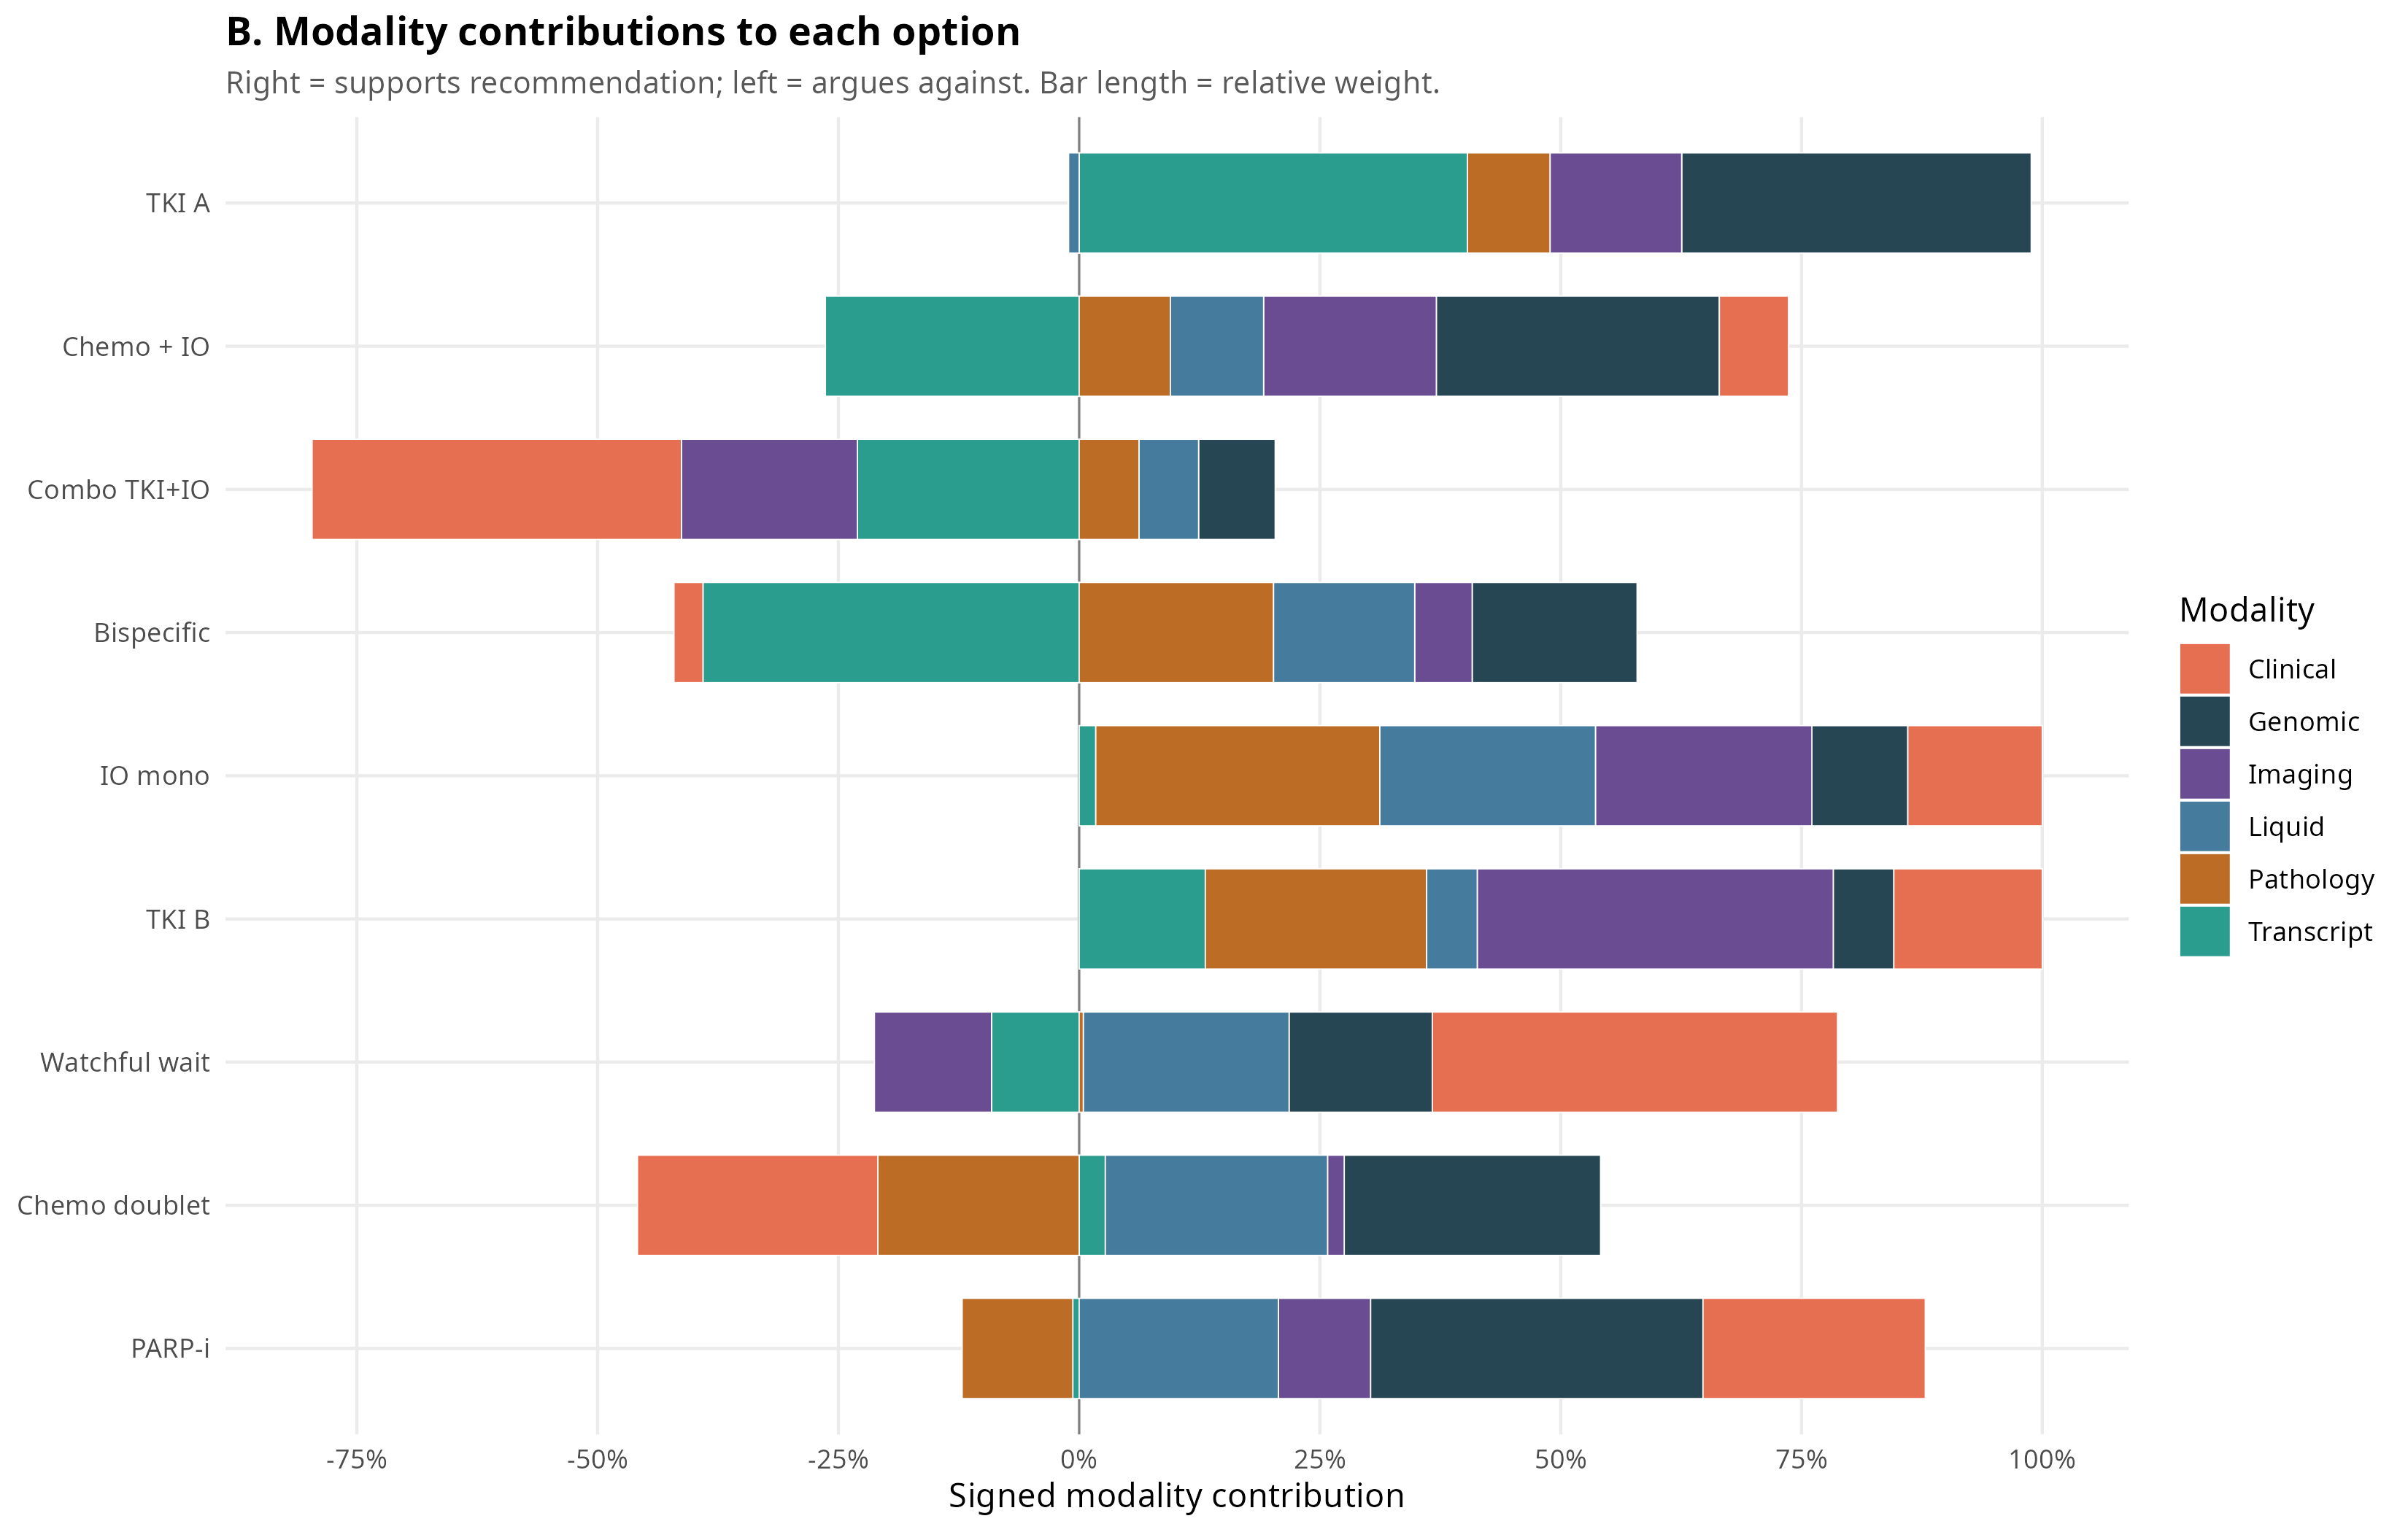 B. Modality contributions to each option
Right = supports recommendation; left = argues against. Bar length = relative weight.
TKI A
Chemo + IO
Combo TKI+IO
Bispecific
IO mono
TKI B
Watchful wait
Chemo doublet
PARP-i
-75%
-50%
-25%
0%
25%
50%
75%
100%
Signed modality contribution
Modality
Clinical
Genomic
Imaging
Liquid
Pathology
Transcript